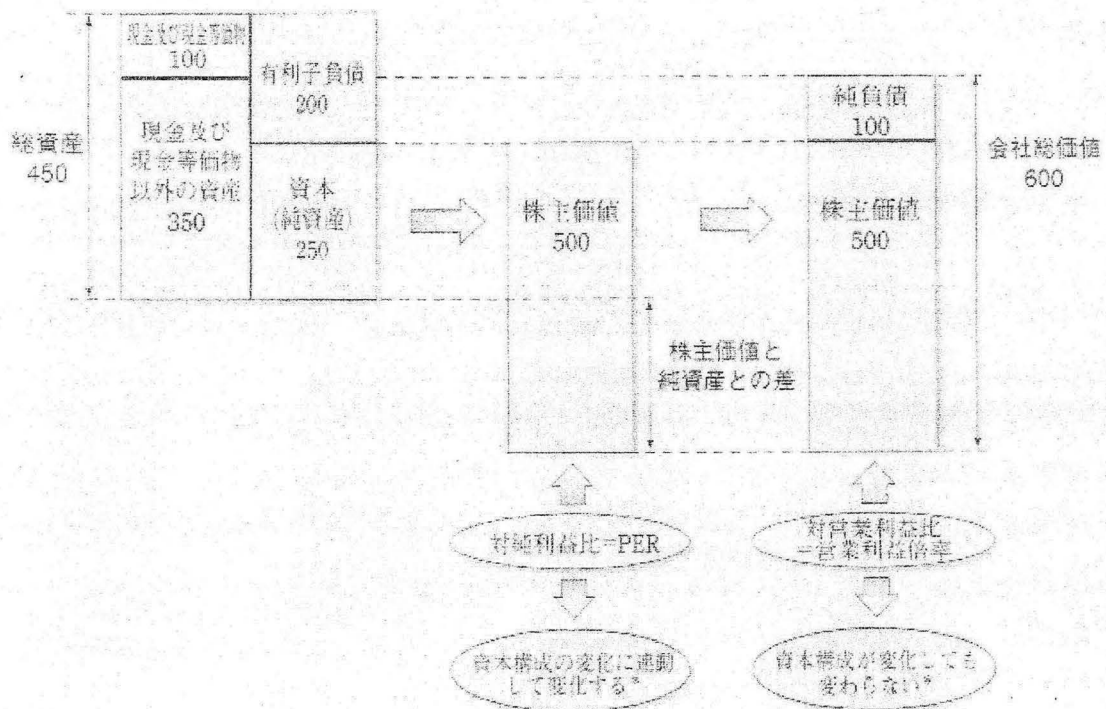 総資産
450
現金及び現金等価物
100
現金及び
現金等価物
以外の資産
350
有利子負債
200
資本
(純資産)
250
株主価値
500
純負債
100
株主価値
500
会社総価値
600
株主価値と
純資産との差
対純利益比=PER
対営業利益比
=営業利益倍率
資本構成の変化に連動
して変化する*
資本構成が変化しても
変わらない*